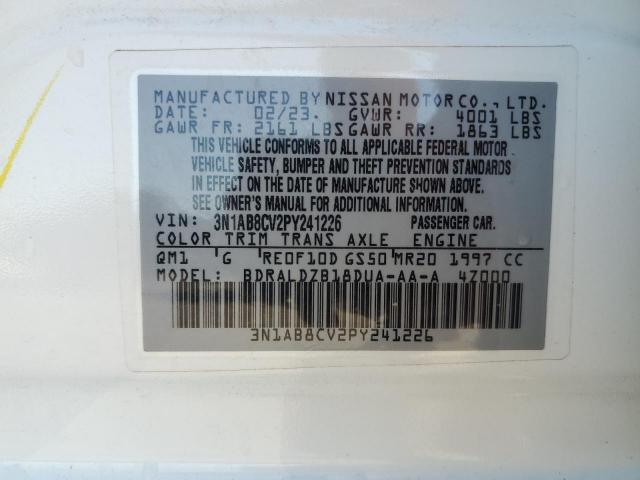 MANUFACTURED BY NISSAN MOTOR CO., LTD.
DATE: 02/23. GVWR: 4001 LBS
GAWR FR: 2161 LBS GAWR RR: 1863 LBS
THIS VEHICLE CONFORMS TO ALL APPLICABLE FEDERAL MOTOR
VEHICLE SAFETY, BUMPER AND THEFT PREVENTION STANDARDS
IN EFFECT ON THE DATE OF MANUFACTURE SHOWN ABOVE.
SEE OWNER'S MANUAL FOR ADDITIONAL INFORMATION.
VIN: 3N1AB8CV2PY241226 PASSENGER CAR.
COLOR TRIM TRANS AXLE ENGINE
QM1 G RE0F10D GS50 MR20 1997 CC
MODEL: BDRALDZB18DUA-AA-A 4Z000
3N1AB8CV2PY241226